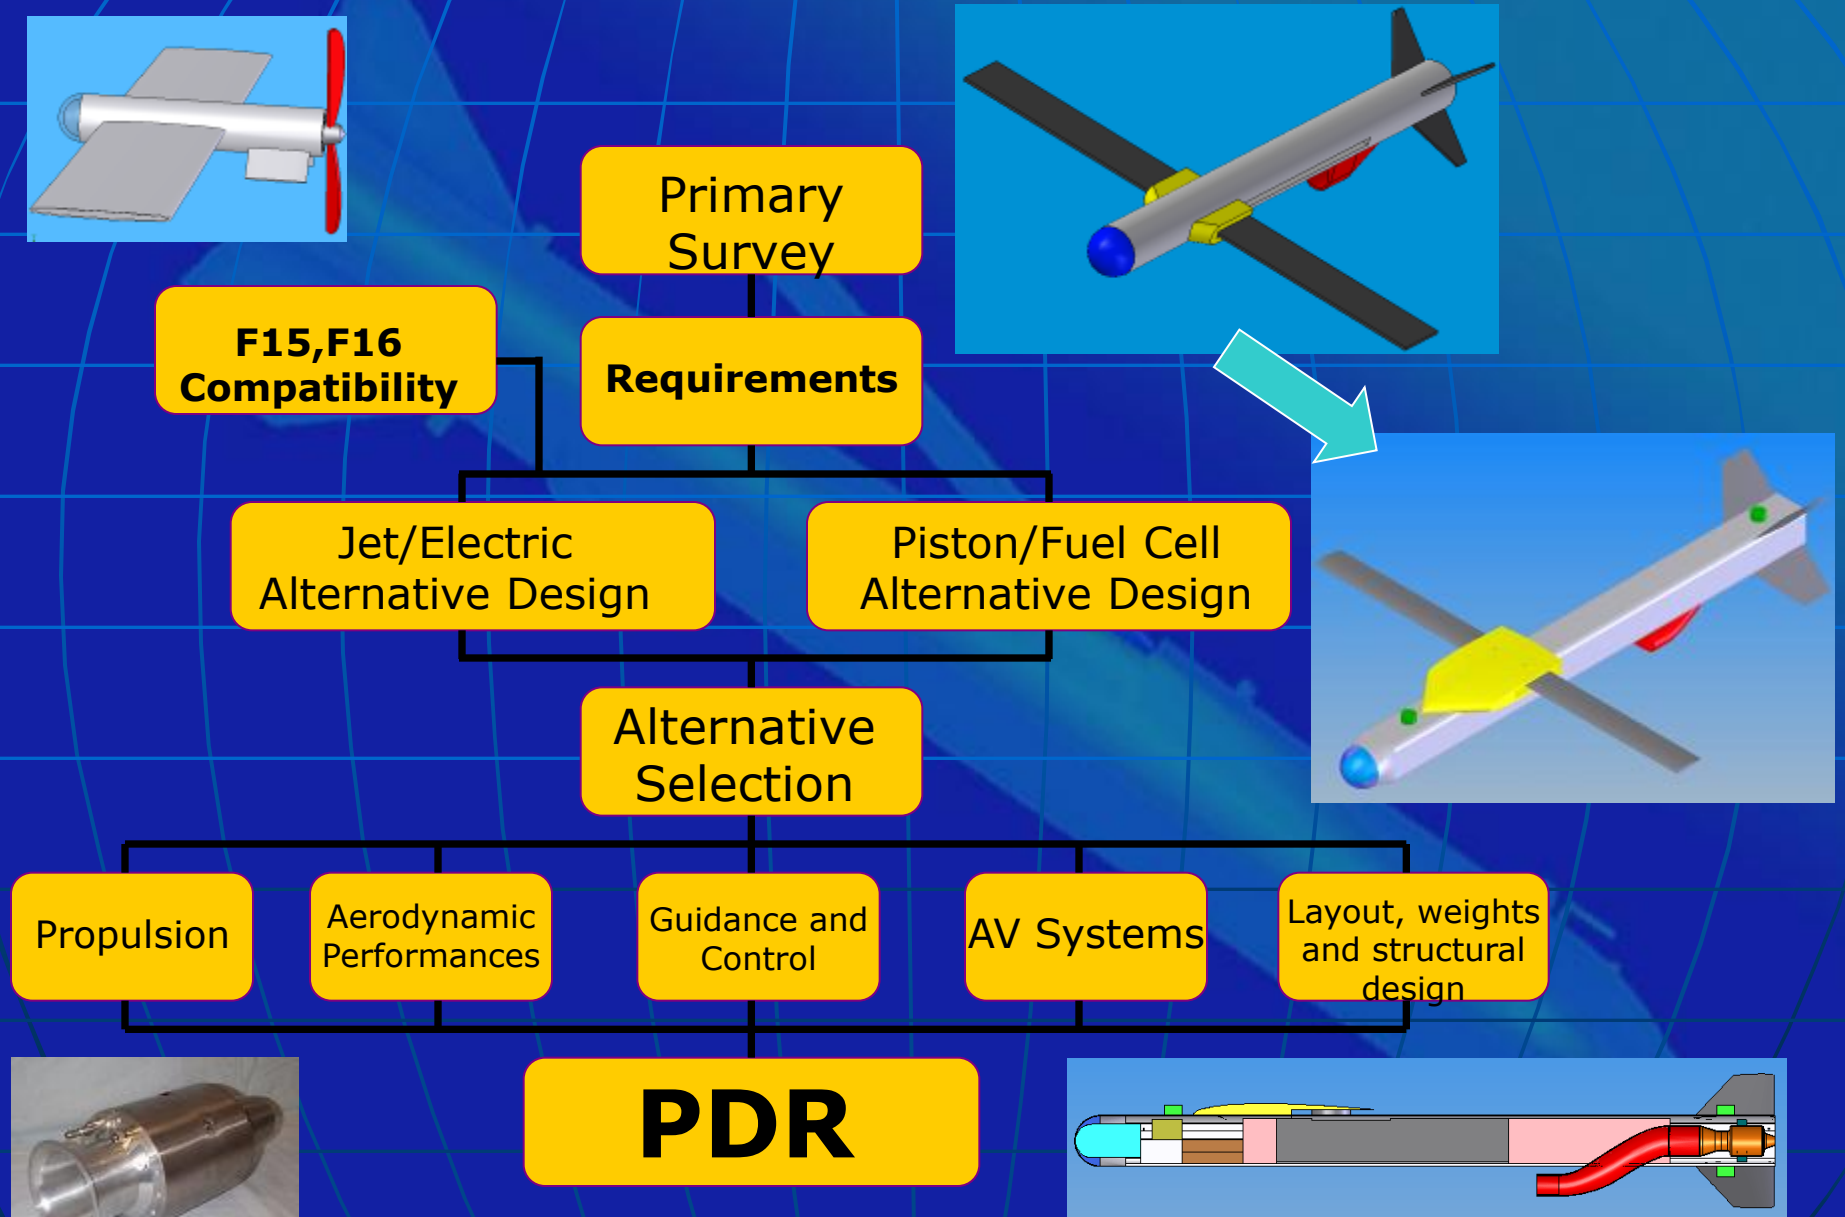 Primary
Survey
F15,F16
Compatibility
Requirements
Jet/Electric
Alternative Design
Piston/Fuel Cell
Alternative Design
Alternative
Selection
Propulsion
Aerodynamic
Performances
Guidance and
Control
AV Systems
Layout, weights
and structural
design
PDR